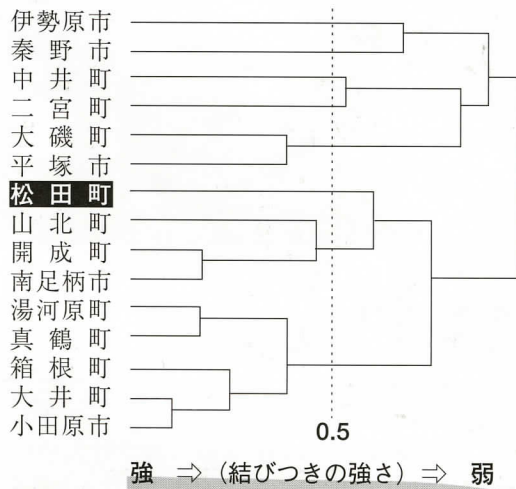 伊勢原市
秦野市
中井町
二宮町
大磯町
平塚市
松田町
山北町
開成町
南足柄市
湯河原町
真鶴町
箱根町
大井町
小田原市
0.5
強 ⇒ (結びつきの強さ) ⇒ 弱